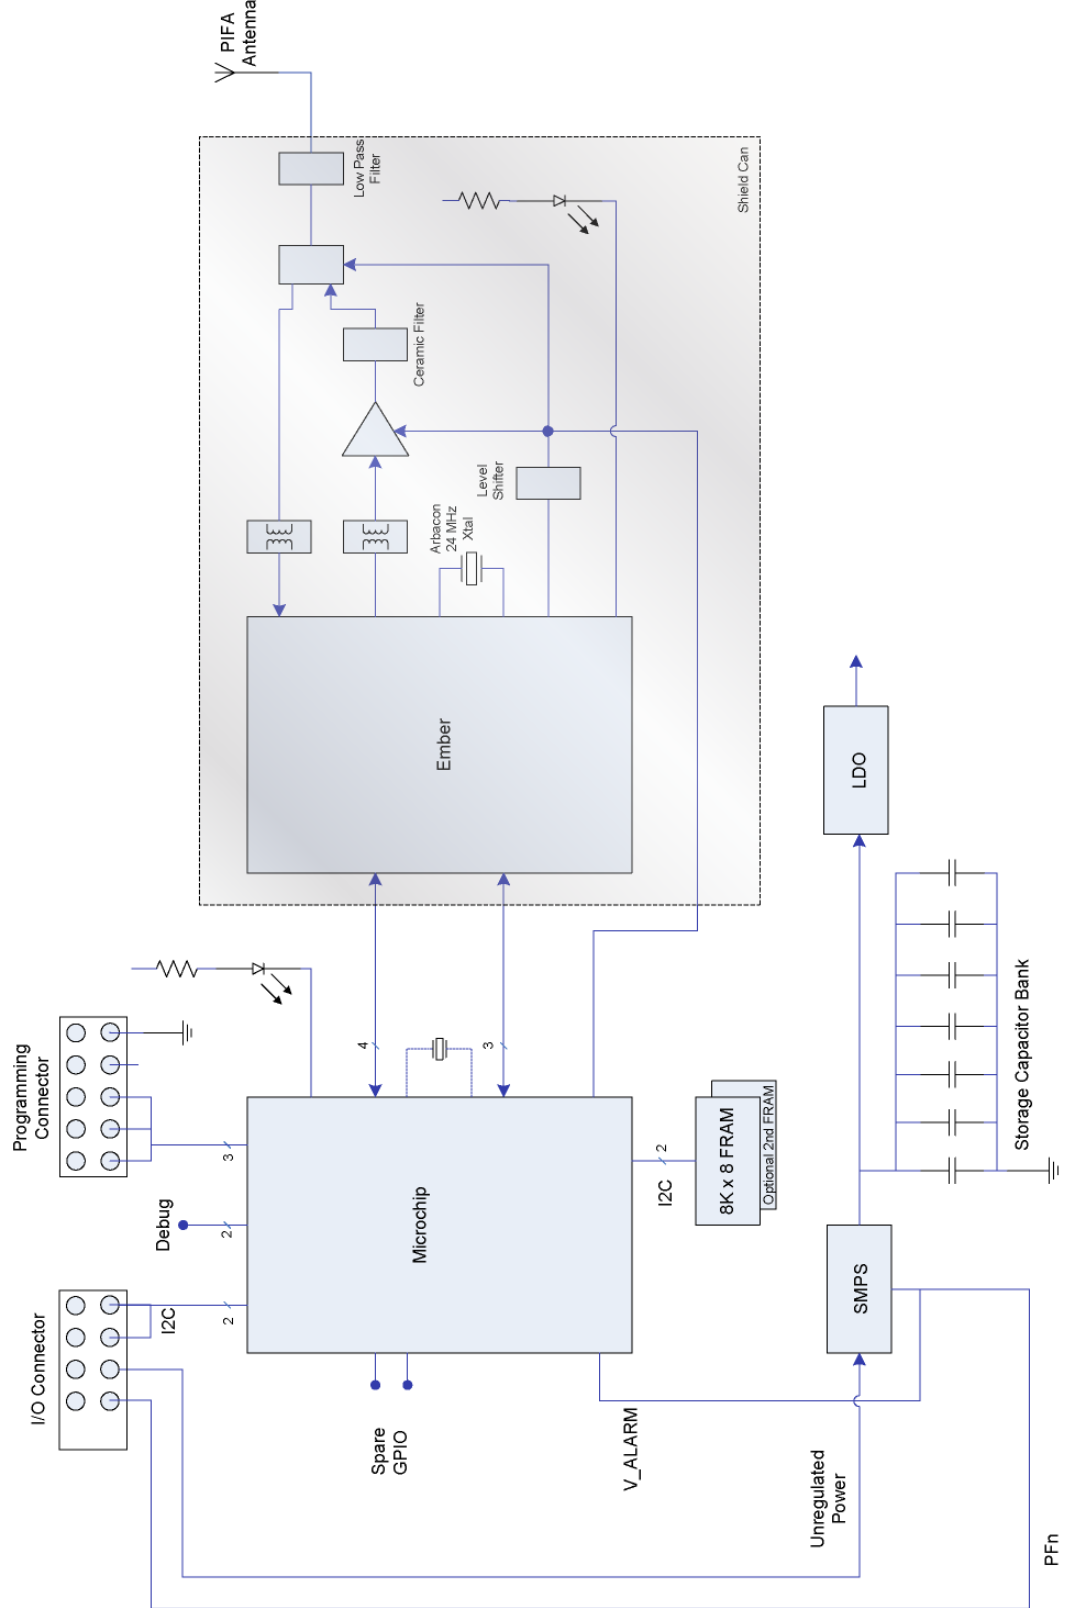 PIFA
Antenna
Low Pass
Filter
Shield Can
Ceramic Filter
Level
Shifter
Arbacon
24 MHz
Xtal
Ember
LDO
Programming
Connector
4
3
3
Storage Capacitor Bank
Debug
2
Microchip
I2C
2
8K x 8 FRAM
Optional 2nd FRAM
I/O Connector
I2C
2
SMPS
Spare
GPIO
V_ALARM
Unregulated
Power
PFn